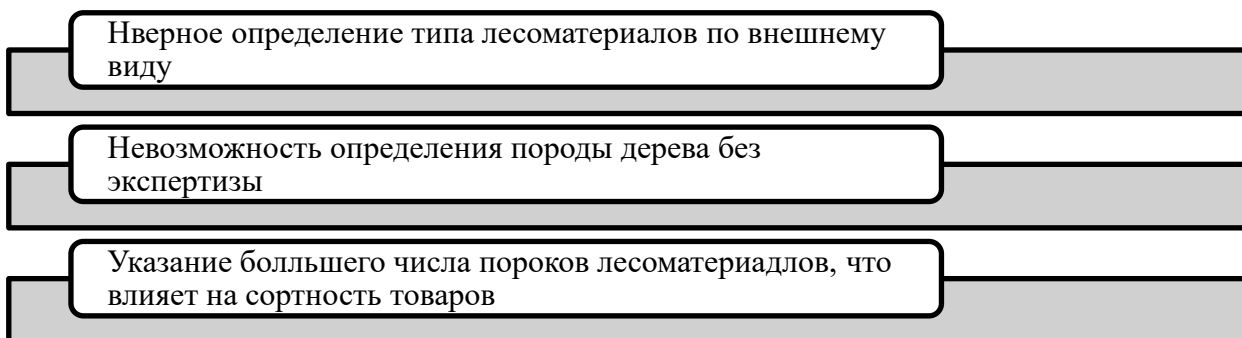 Нверное определение типа лесоматериалов по внешнему
виду
Невозможность определения породы дерева без
экспертизы
Указание болльшего числа пороков лесоматериадлов, что
влияет на сортность товаров